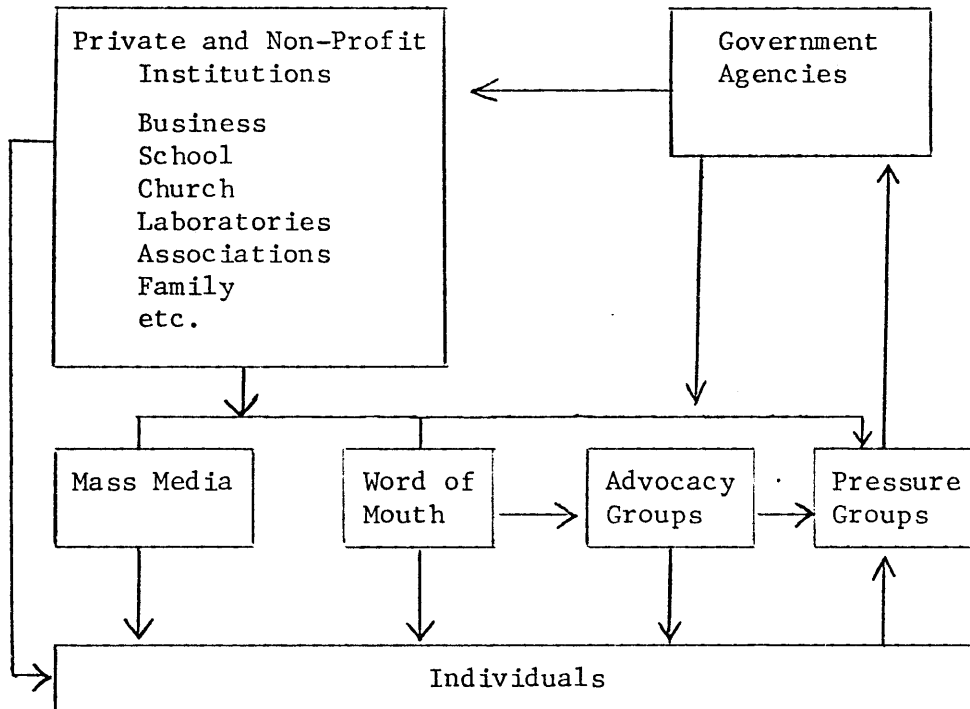 Private and Non-Profit
Institutions
Business
School
Church
Laboratories
Associations
Family
etc.
Government
Agencies
Mass Media
Word of
Mouth
Advocacy
Groups
Pressure
Groups
Individuals